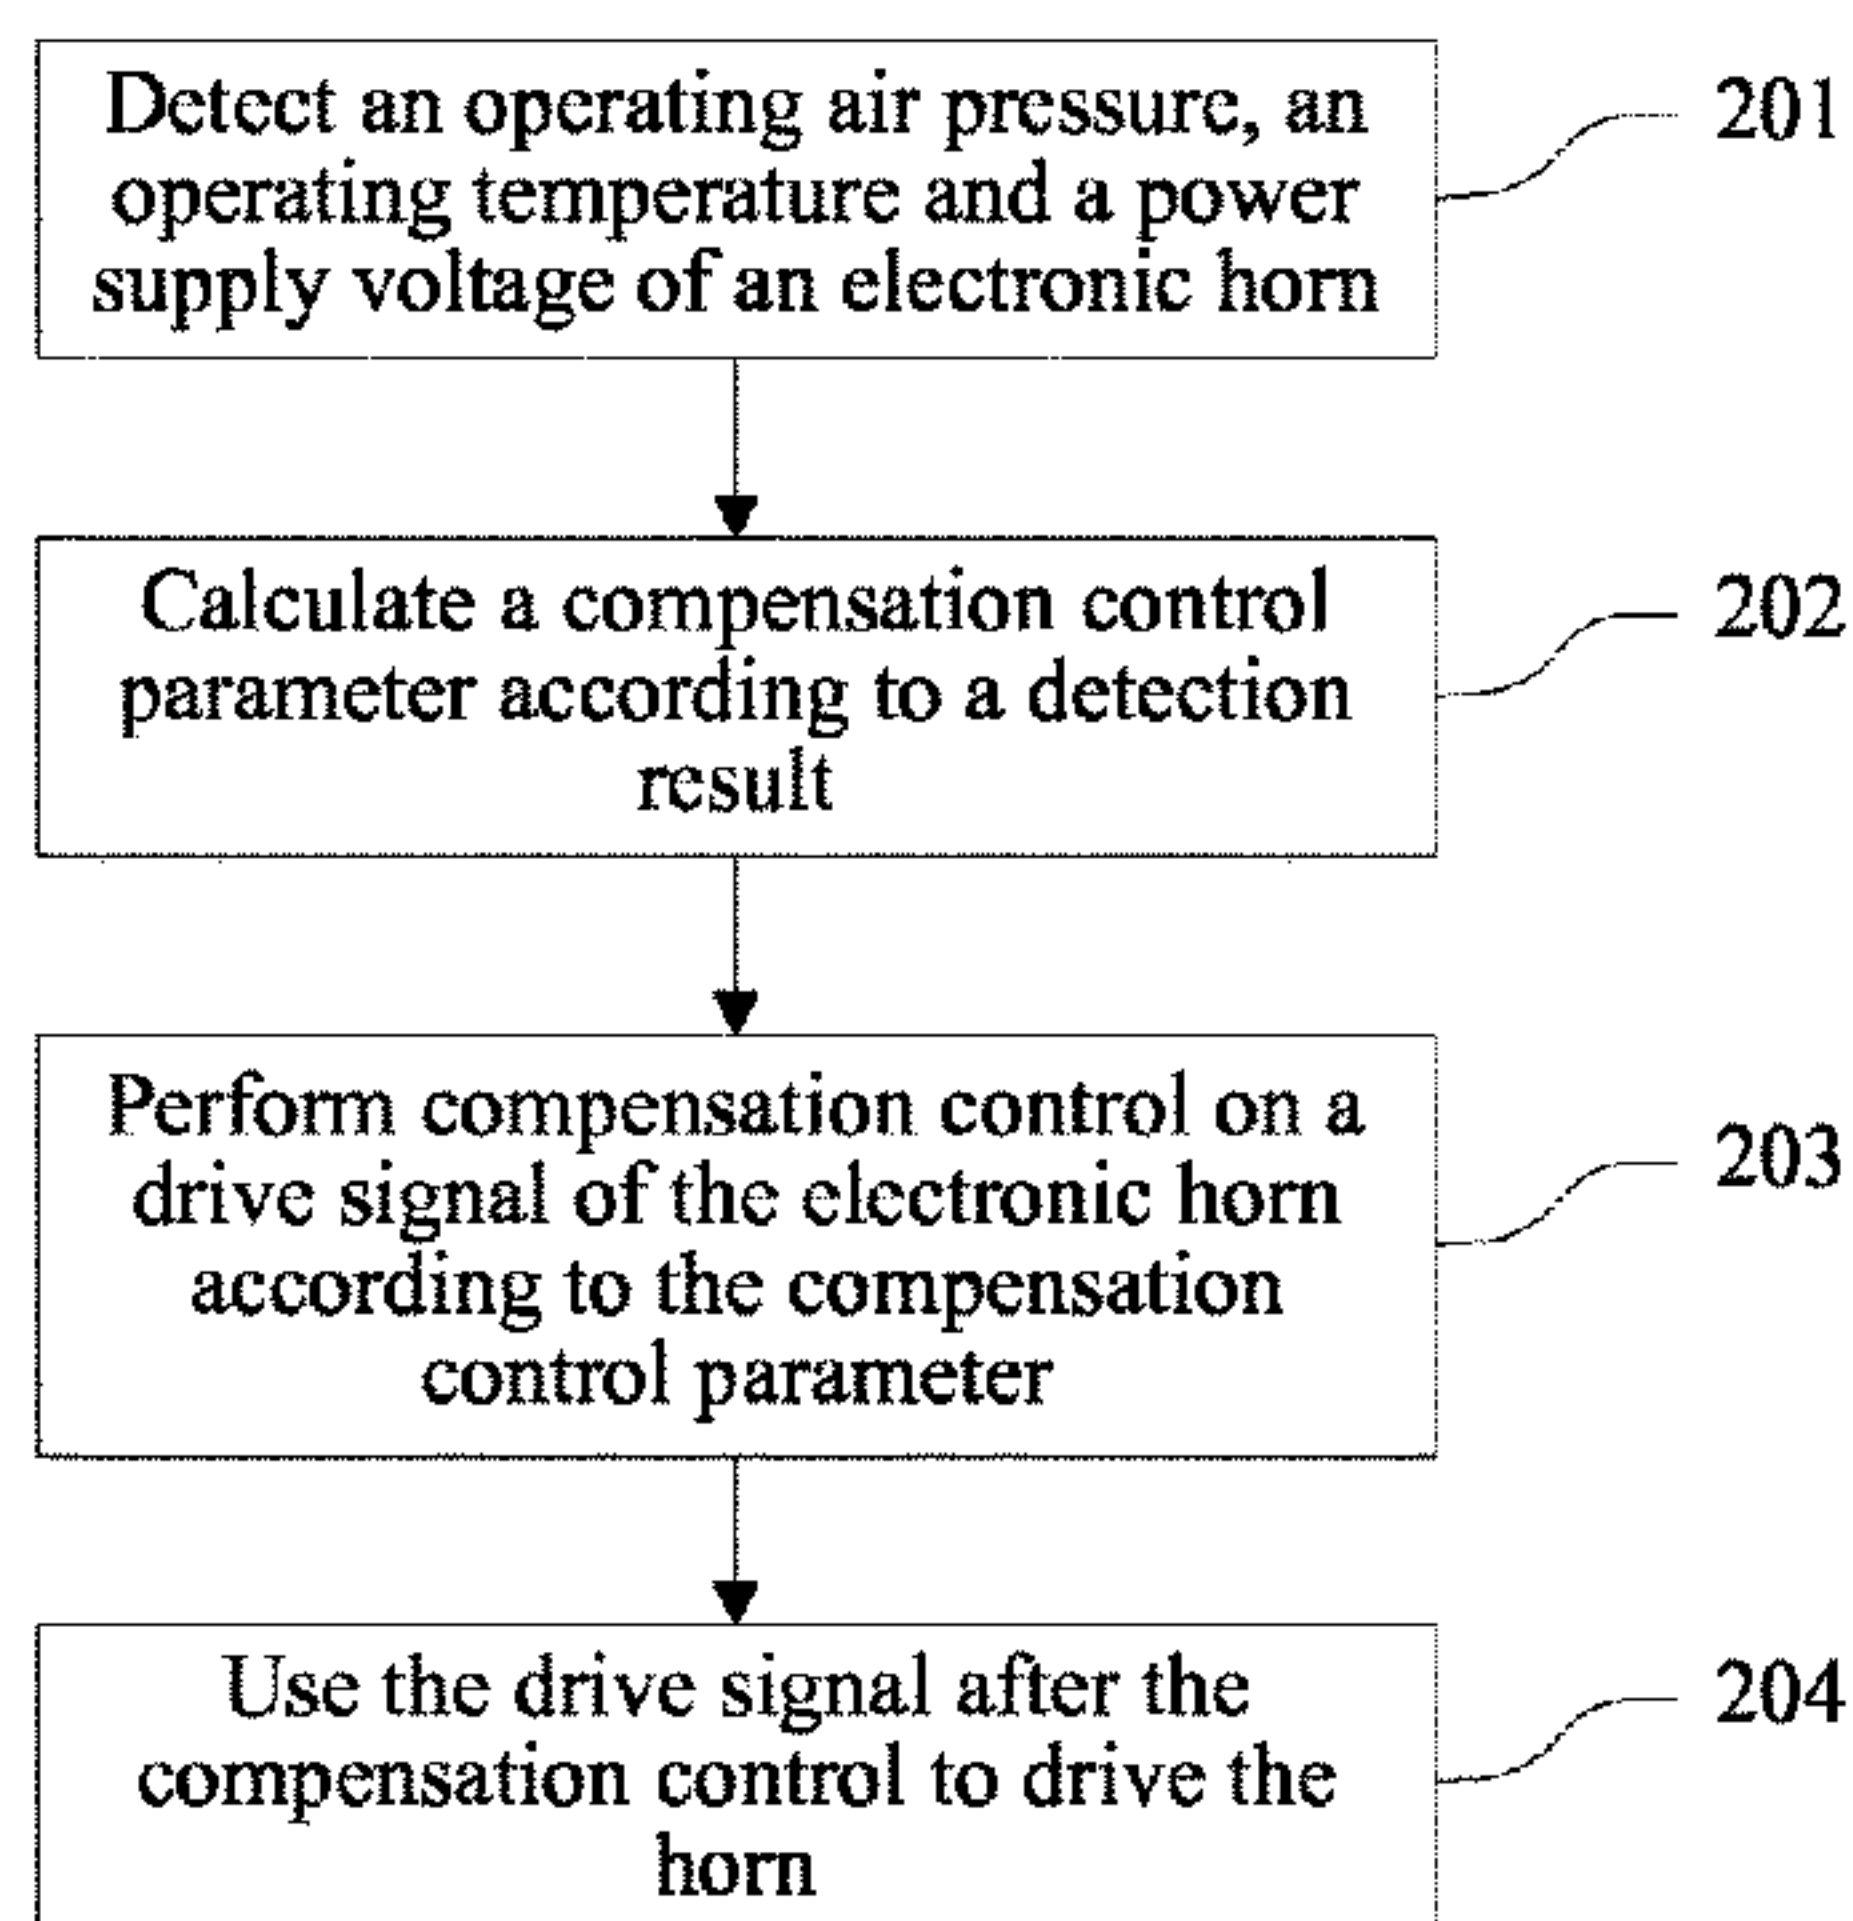 Detect an operating air pressure, an
operating temperature and a power
supply voltage of an electronic horn
201
Calculate a compensation control
parameter according to a detection
result
202
Perform compensation control on a
drive signal of the electronic horn
according to the compensation
control parameter
203
Use the drive signal after the
compensation control to drive the
horn
204